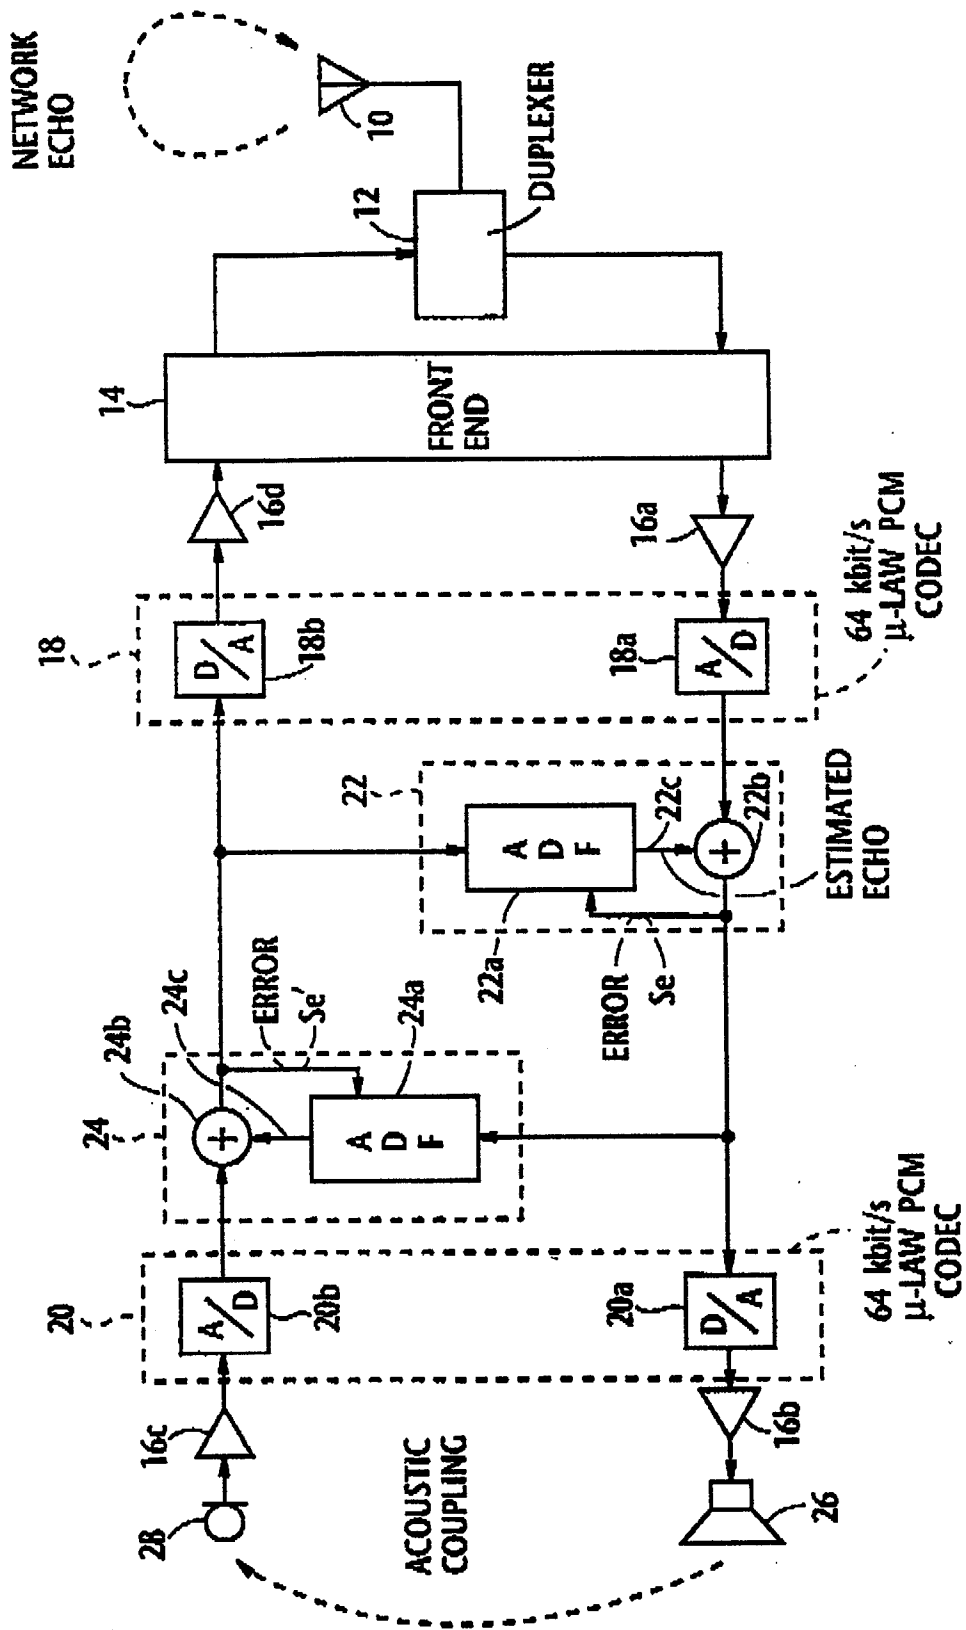 NETWORK
ECHO
10
12
DUPLEXER
14
FRONT
END
16d
16a
18
D/A
18b
18a
A/D
64 kbit/s
μ-LAW PCM
CODEC
22
A
D
F
22a
22c
22b
ESTIMATED
ECHO
ERROR
Se
24
24b
24c
ERROR
Se'
24a
A
D
F
20
A/D
20b
20a
D/A
64 kbit/s
μ-LAW PCM
CODEC
16c
28
ACOUSTIC
COUPLING
16b
26